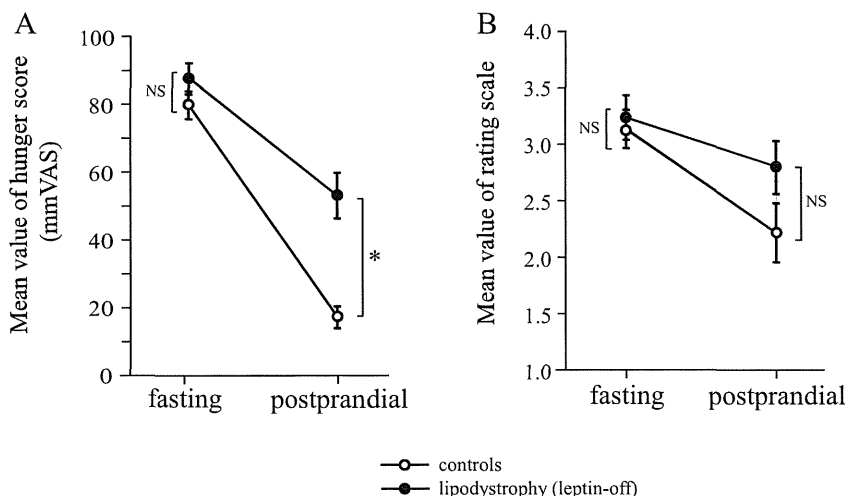 A
Mean value of hunger score
(mmVAS)
100
80
60
40
20
0
NS
*
fasting
postprandial
B
Mean value of rating scale
4.0
3.5
3.0
2.5
2.0
1.5
1.0
NS
NS
fasting
postprandial
controls
lipodystrophy (leptin-off)